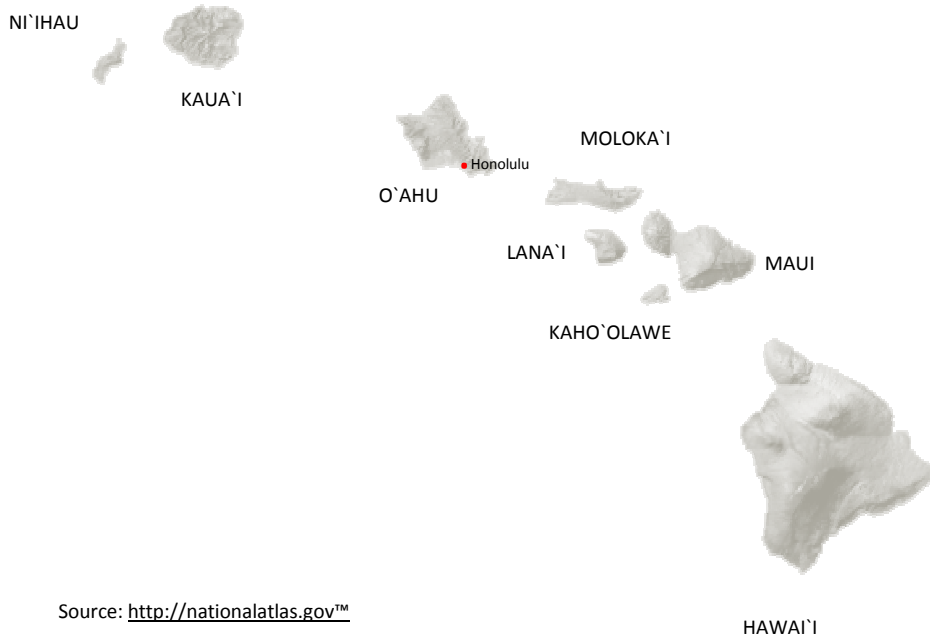 NI`IHAU
KAUA`I
MOLOKA`I
Honolulu
O`AHU
LANA`I
MAUI
KAHO`OLAWE
Source: http://nationalatlas.gov™
HAWAI`I